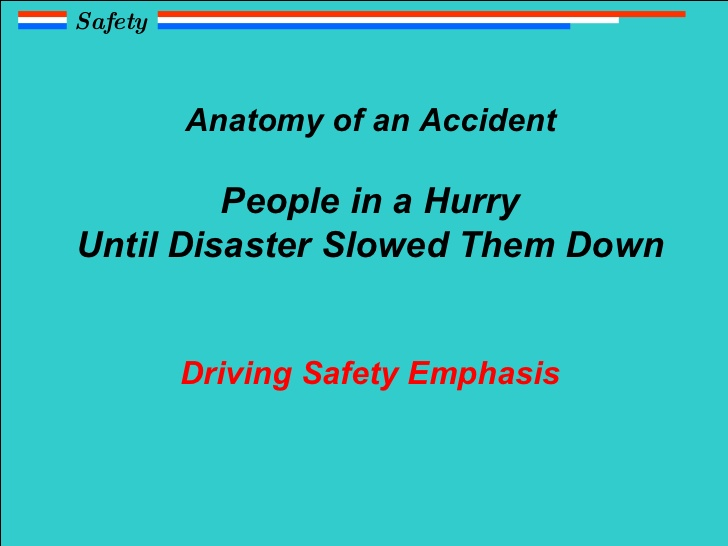 Safety
Anatomy of an Accident
People in a Hurry
Until Disaster Slowed Them Down
Driving Safety Emphasis